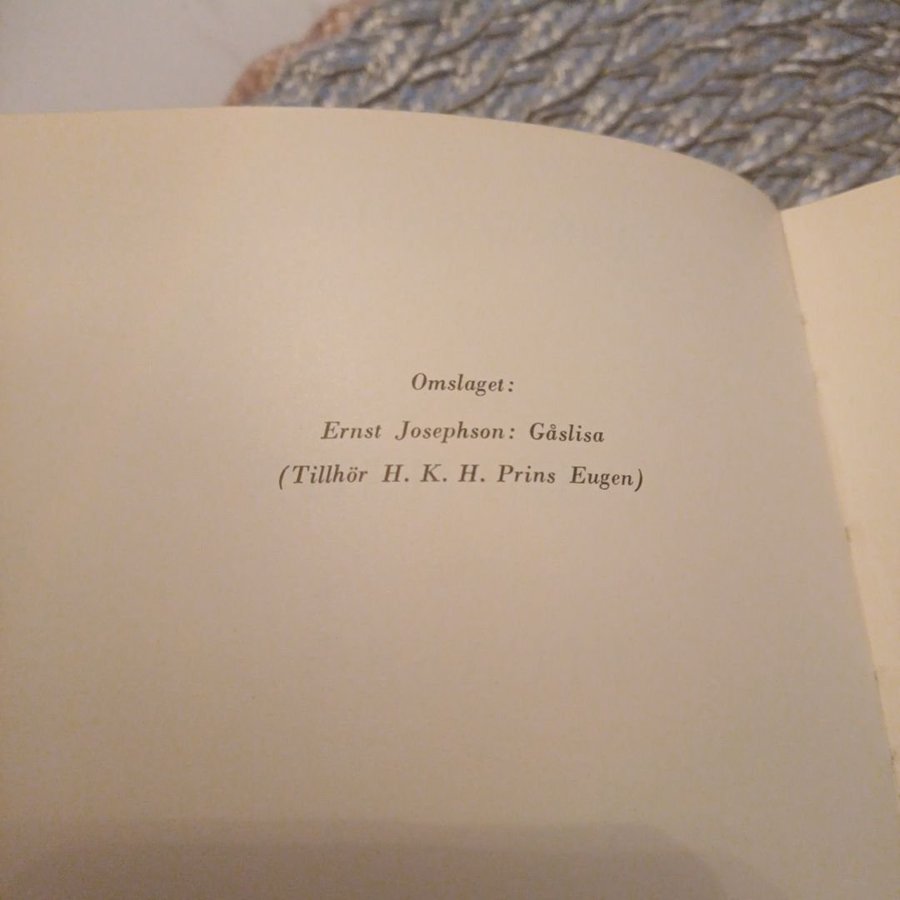 Omslaget:
Ernst Josephson: Gåslisa
(Tillhör H. K. H. Prins Eugen)